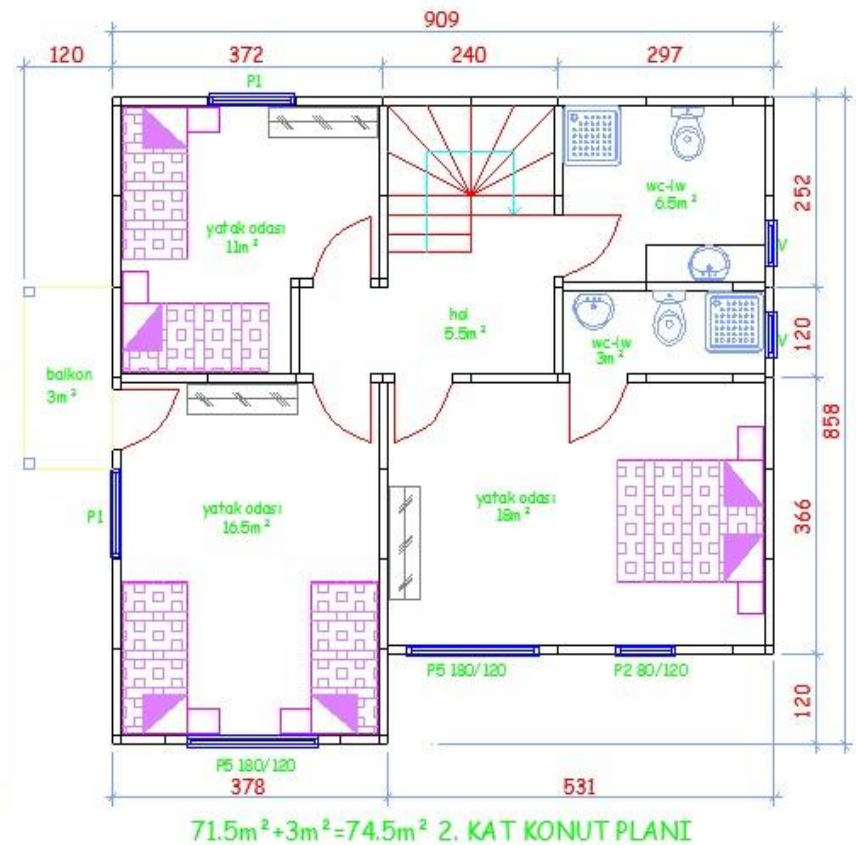 909
120 372 240 297
P1
wc-lw
6.5m²
252
yatak odası
11m²
V
hol
5.5m²
wc-lw
3m²
V
120
balkon
3m²
858
yatak odası
16.5m²
yatak odası
18m²
P1
366
P5 180/120
P2 80/120
120
P5 180/120
378 531
71.5m²+3m²=74.5m² 2. KAT KONUT PLANI